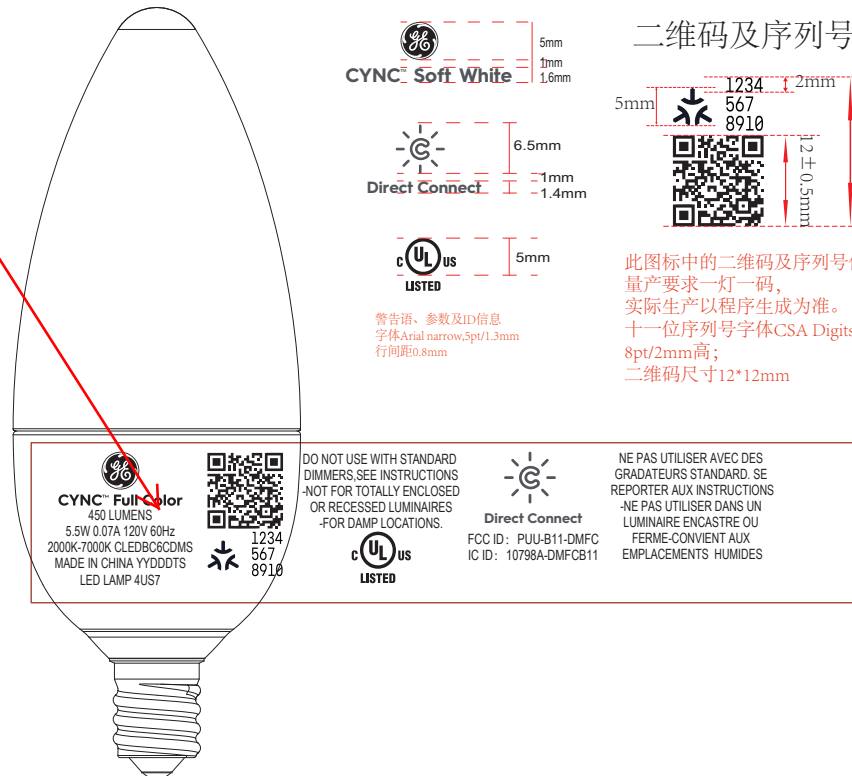 GE
5mm
1mm
CYNC™ Soft White
1.6mm
6.5mm
C
1mm
Direct Connect
1.4mm
C UL US
5mm
LISTED
警告语、参数及ID信息
字体Arial narrow,5pt/1.3mm
行间距0.8mm
二维码及序列号
1234
2mm
5mm
567
8910
12±0.5mm
此图标中的二维码及序列号
量产要求一灯一码,
实际生产以程序生成为准。
十一位序列号字体CSA Digits
8pt/2mm高;
二维码尺寸12*12mm
GE
CYNC™ Full Color
450 LUMENS
5.5W 0.07A 120V 60Hz
2000K-7000K CLEDBC6CDMS
MADE IN CHINA YYDDDTS
LED LAMP 4US7
1234
567
8910
DO NOT USE WITH STANDARD
DIMMERS,SEE INSTRUCTIONS
-NOT FOR TOTALLY ENCLOSED
OR RECESSED LUMINAIRES
-FOR DAMP LOCATIONS.
C UL US
LISTED
C
Direct Connect
FCC ID: PUU-B11-DMFC
IC ID: 10798A-DMFCB11
NE PAS UTILISER AVEC DES
GRADATEURS STANDARD. SE
REPORTER AUX INSTRUCTIONS
-NE PAS UTILISER DANS UN
LUMINAIRE ENCASTRE OU
FERME-CONVIENT AUX
EMPLACEMENTS HUMIDES